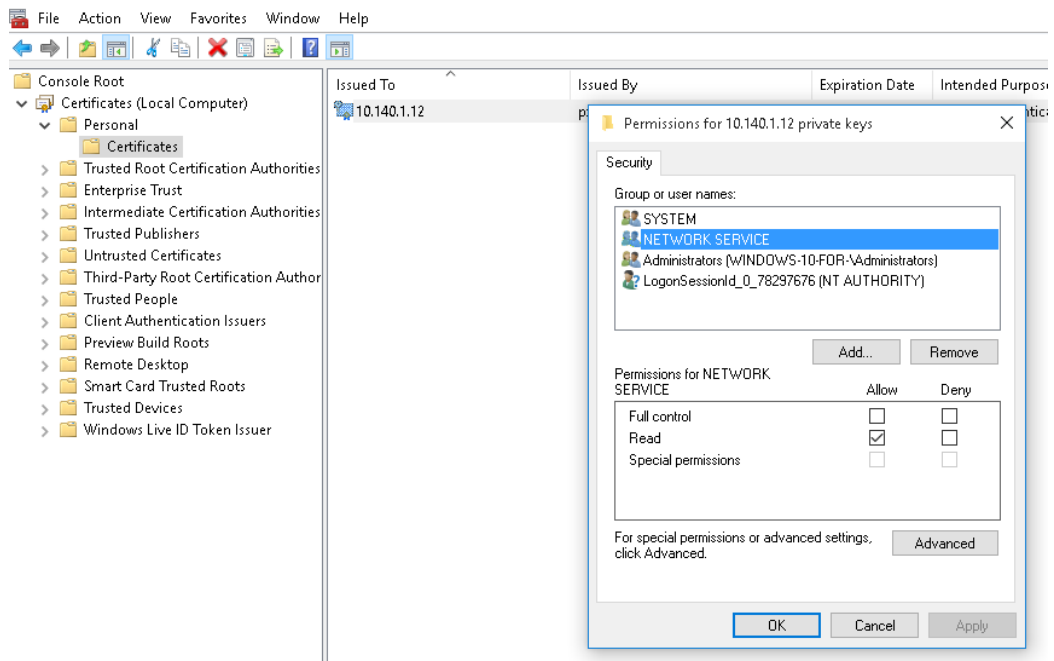 File Action View Favorites Window Help
Console Root
Certificates (Local Computer)
Personal
Certificates
Trusted Root Certification Authorities
Enterprise Trust
Intermediate Certification Authorities
Trusted Publishers
Untrusted Certificates
Third-Party Root Certification Author
Trusted People
Client Authentication Issuers
Preview Build Roots
Remote Desktop
Smart Card Trusted Roots
Trusted Devices
Windows Live ID Token Issuer
Issued To Issued By Expiration Date Intended Purpose
10.140.1.12
Permissions for 10.140.1.12 private keys
Security
Group or user names:
SYSTEM
NETWORK SERVICE
Administrators (WINDOWS-10-FOR-\Administrators)
LogonSessionId_0_78297676 (NT AUTHORITY)
Add... Remove
Permissions for NETWORK
SERVICE Allow Deny
Full control
Read
Special permissions
For special permissions or advanced settings,
click Advanced.
Advanced
OK Cancel Apply